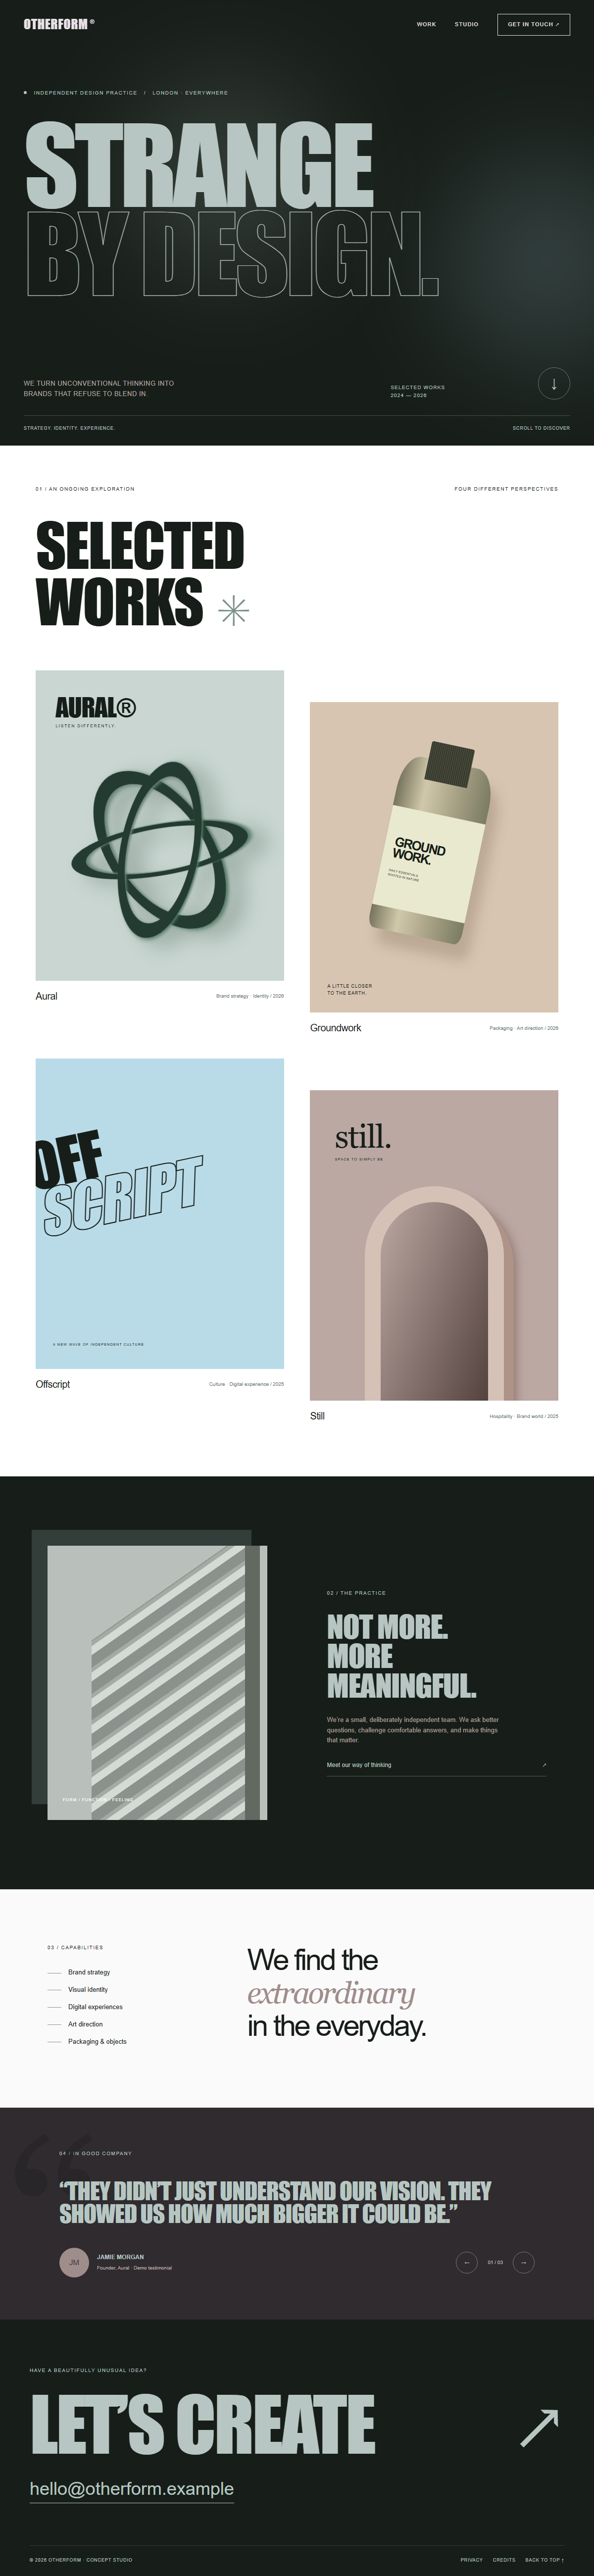 OTHERFORM ®
WORK
STUDIO
GET IN TOUCH ↗
INDEPENDENT DESIGN PRACTICE / LONDON · EVERYWHERE
STRANGE
BY DESIGN.
WE TURN UNCONVENTIONAL THINKING INTO
BRANDS THAT REFUSE TO BLEND IN.
SELECTED WORKS
2024 — 2026
↓
STRATEGY. IDENTITY. EXPERIENCE.
SCROLL TO DISCOVER
01 / AN ONGOING EXPLORATION
FOUR DIFFERENT PERSPECTIVES
SELECTED
WORKS
AURAL®
LISTEN DIFFERENTLY.
GROUND
WORK.
DAILY ESSENTIALS
ROOTED IN NATURE
A LITTLE CLOSER
TO THE EARTH.
Aural
Brand strategy · Identity / 2026
Groundwork
Packaging · Art direction / 2026
OFF
SCRIPT
A NEW WAVE OF INDEPENDENT CULTURE
still.
SPACE TO SIMPLY BE
Offscript
Culture · Digital experience / 2025
Still
Hospitality · Brand world / 2025
FORM / FUNCTION / FEELING
02 / THE PRACTICE
NOT MORE.
MORE
MEANINGFUL.
We're a small, deliberately independent team. We ask better
questions, challenge comfortable answers, and make things
that matter.
Meet our way of thinking ↗
03 / CAPABILITIES
Brand strategy
Visual identity
Digital experiences
Art direction
Packaging & objects
We find the
extraordinary
in the everyday.
04 / IN GOOD COMPANY
“THEY DIDN’T JUST UNDERSTAND OUR VISION. THEY
SHOWED US HOW MUCH BIGGER IT COULD BE.”
JM
JAMIE MORGAN
Founder, Aural · Demo testimonial
← 01 / 03 →
HAVE A BEAUTIFULLY UNUSUAL IDEA?
LET’S CREATE
hello@otherform.example
© 2026 OTHERFORM · CONCEPT STUDIO
PRIVACY
CREDITS
BACK TO TOP ↑